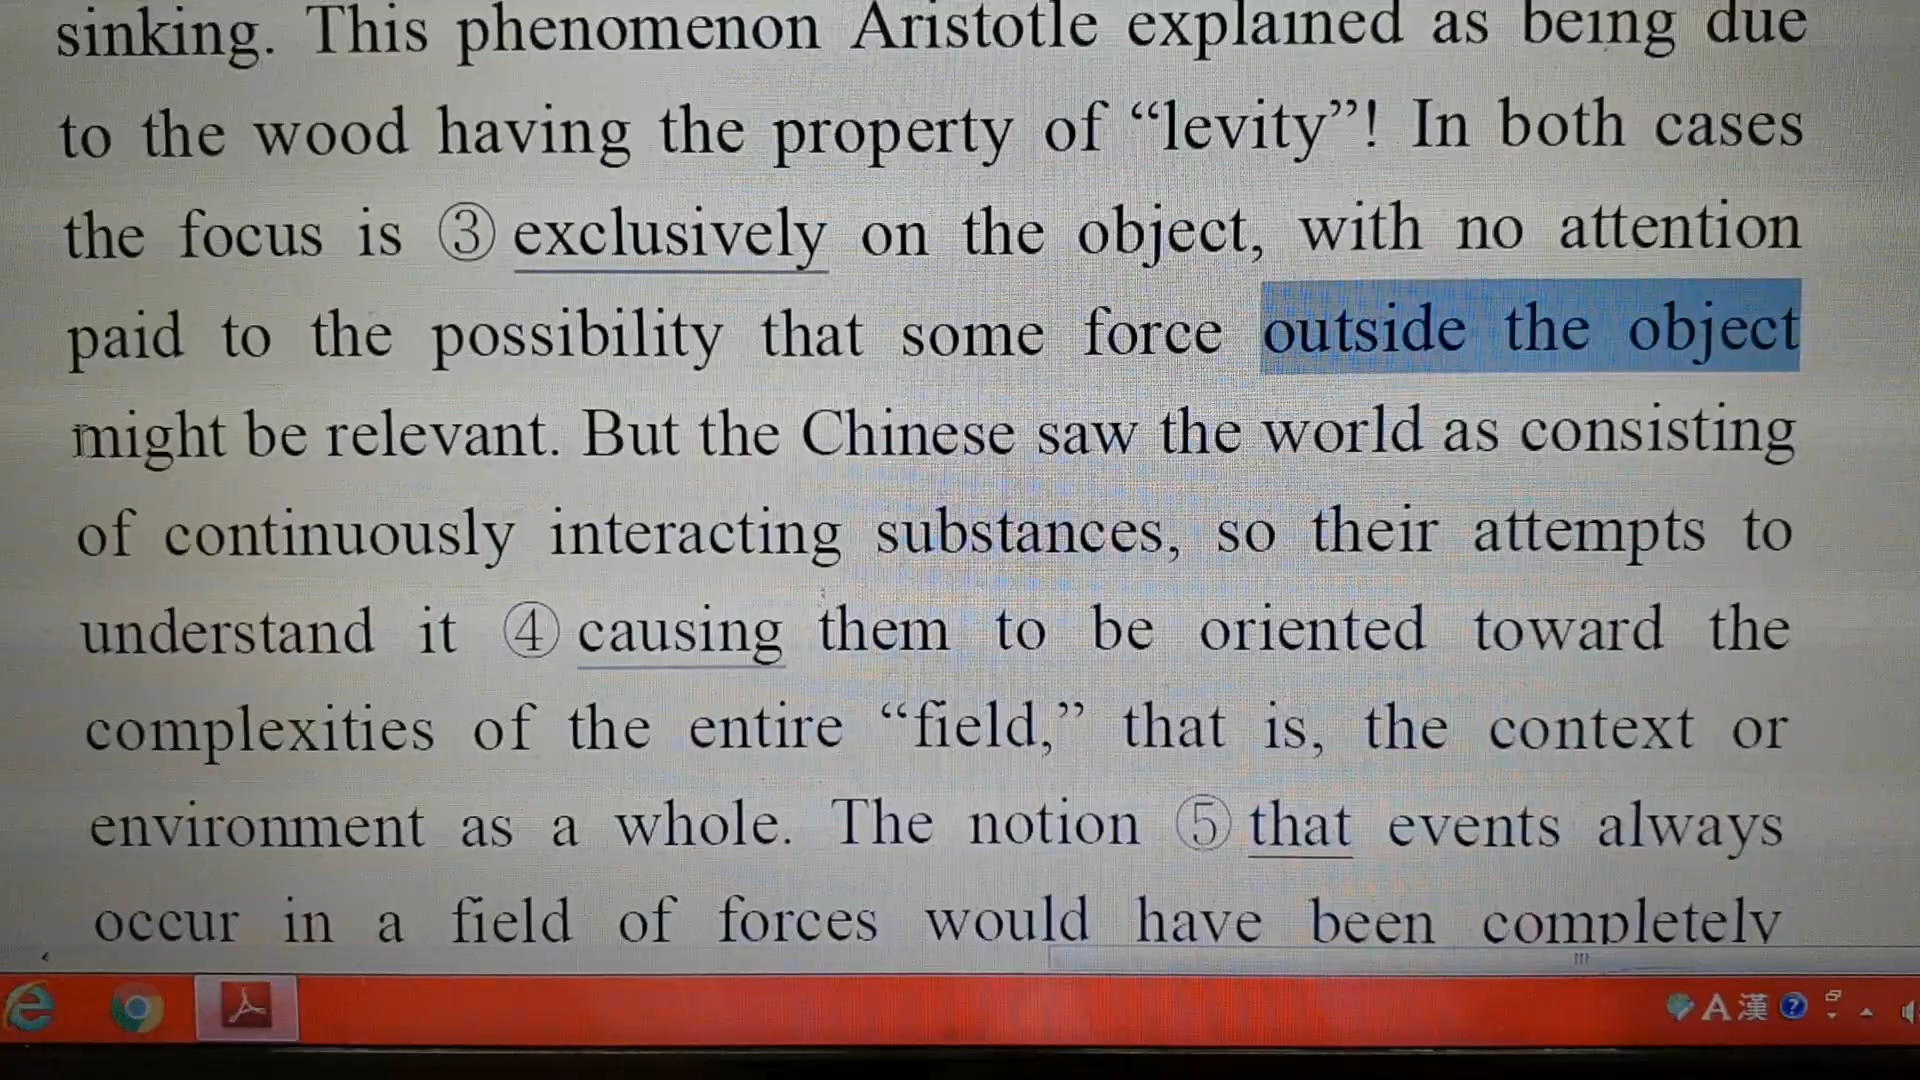 sinking. This phenomenon Aristotle explained as being due
to the wood having the property of “levity”! In both cases
the focus is ③ exclusively on the object, with no attention
paid to the possibility that some force outside the object
might be relevant. But the Chinese saw the world as consisting
of continuously interacting substances, so their attempts to
understand it ④ causing them to be oriented toward the
complexities of the entire “field,” that is, the context or
environment as a whole. The notion ⑤ that events always
occur in a field of forces would have been completely
A 漢 ?